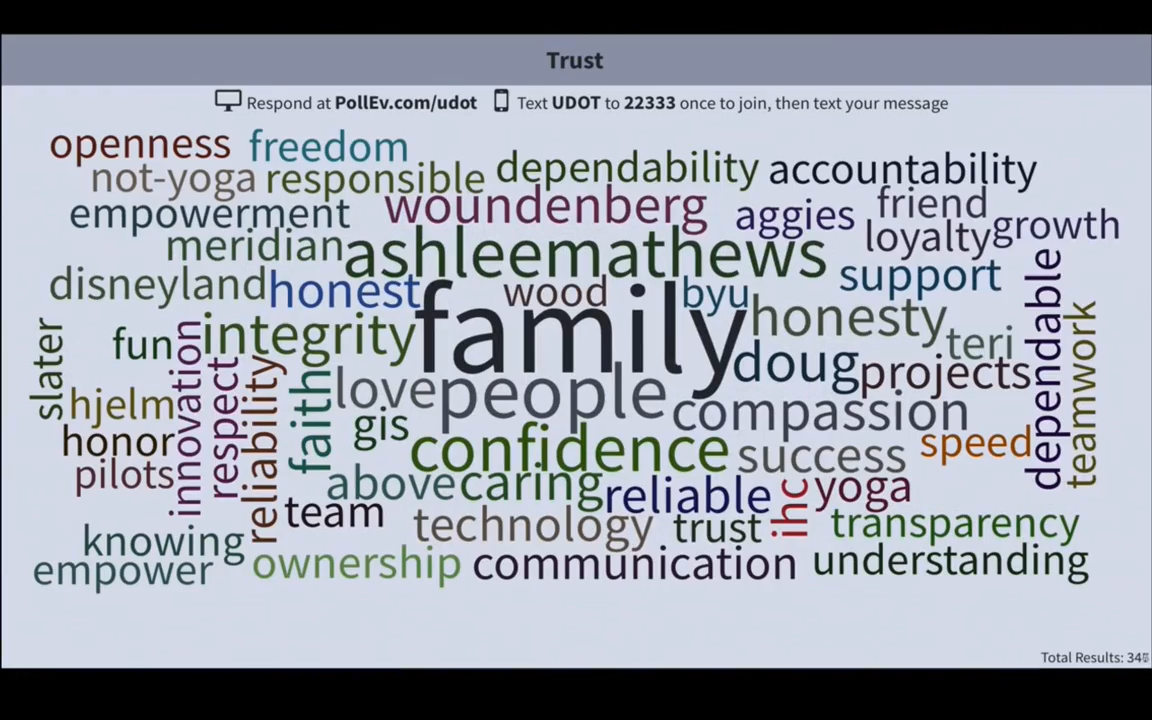 Trust
Respond at PollEv.com/udot Text UDOT to 22333 once to join, then text your message
openness freedom
not-yoga responsible dependability accountability
empowerment woundenberg aggies friend
meridian ashleemathews loyalty growth
disneyland honest wood byu support
slater fun integrity family honesty teri dependable teamwork
hjelm innovation respect reliability faith love people doug projects
honor gis compassion
pilots confidence success speed
above caring reliable ihc yoga
team technology trust transparency
knowing
empower ownership communication understanding
Total Results: 34